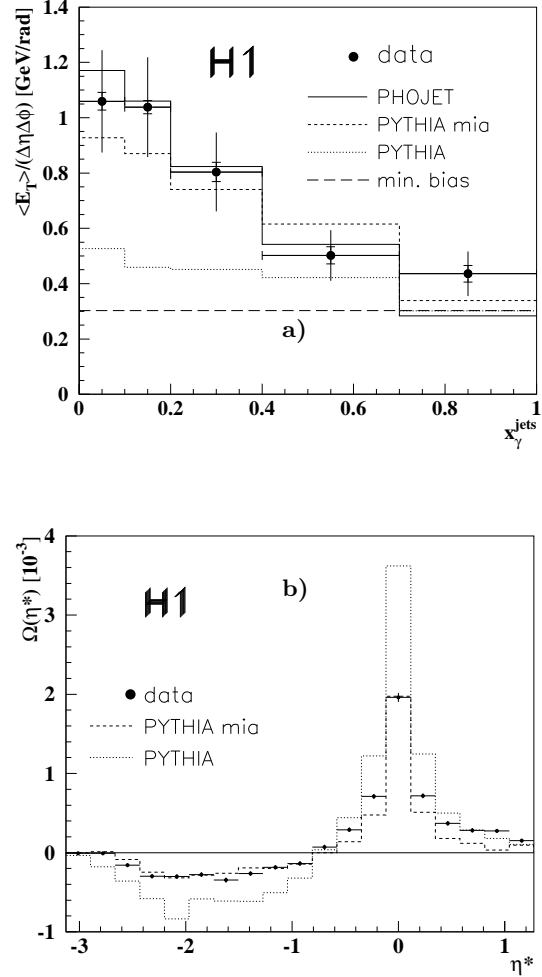 <E_T>/(ΔηΔφ) [GeV/rad]
1.4
1.2
1
0.8
0.6
0.4
0.2
0
H1
data
PHOJET
PYTHIA mia
PYTHIA
min. bias
a)
0 0.2 0.4 0.6 0.8 1
x_γ^jets
Ω(η*) [10^-3]
4
3
2
1
0
-1
H1
b)
data
PYTHIA mia
PYTHIA
-3 -2 -1 0 1
η*